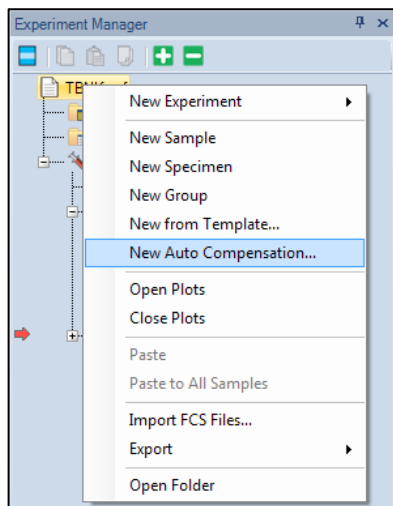 Experiment Manager
New Experiment
New Sample
New Specimen
New Group
New from Template...
New Auto Compensation...
Open Plots
Close Plots
Paste
Paste to All Samples
Import FCS Files...
Export
Open Folder